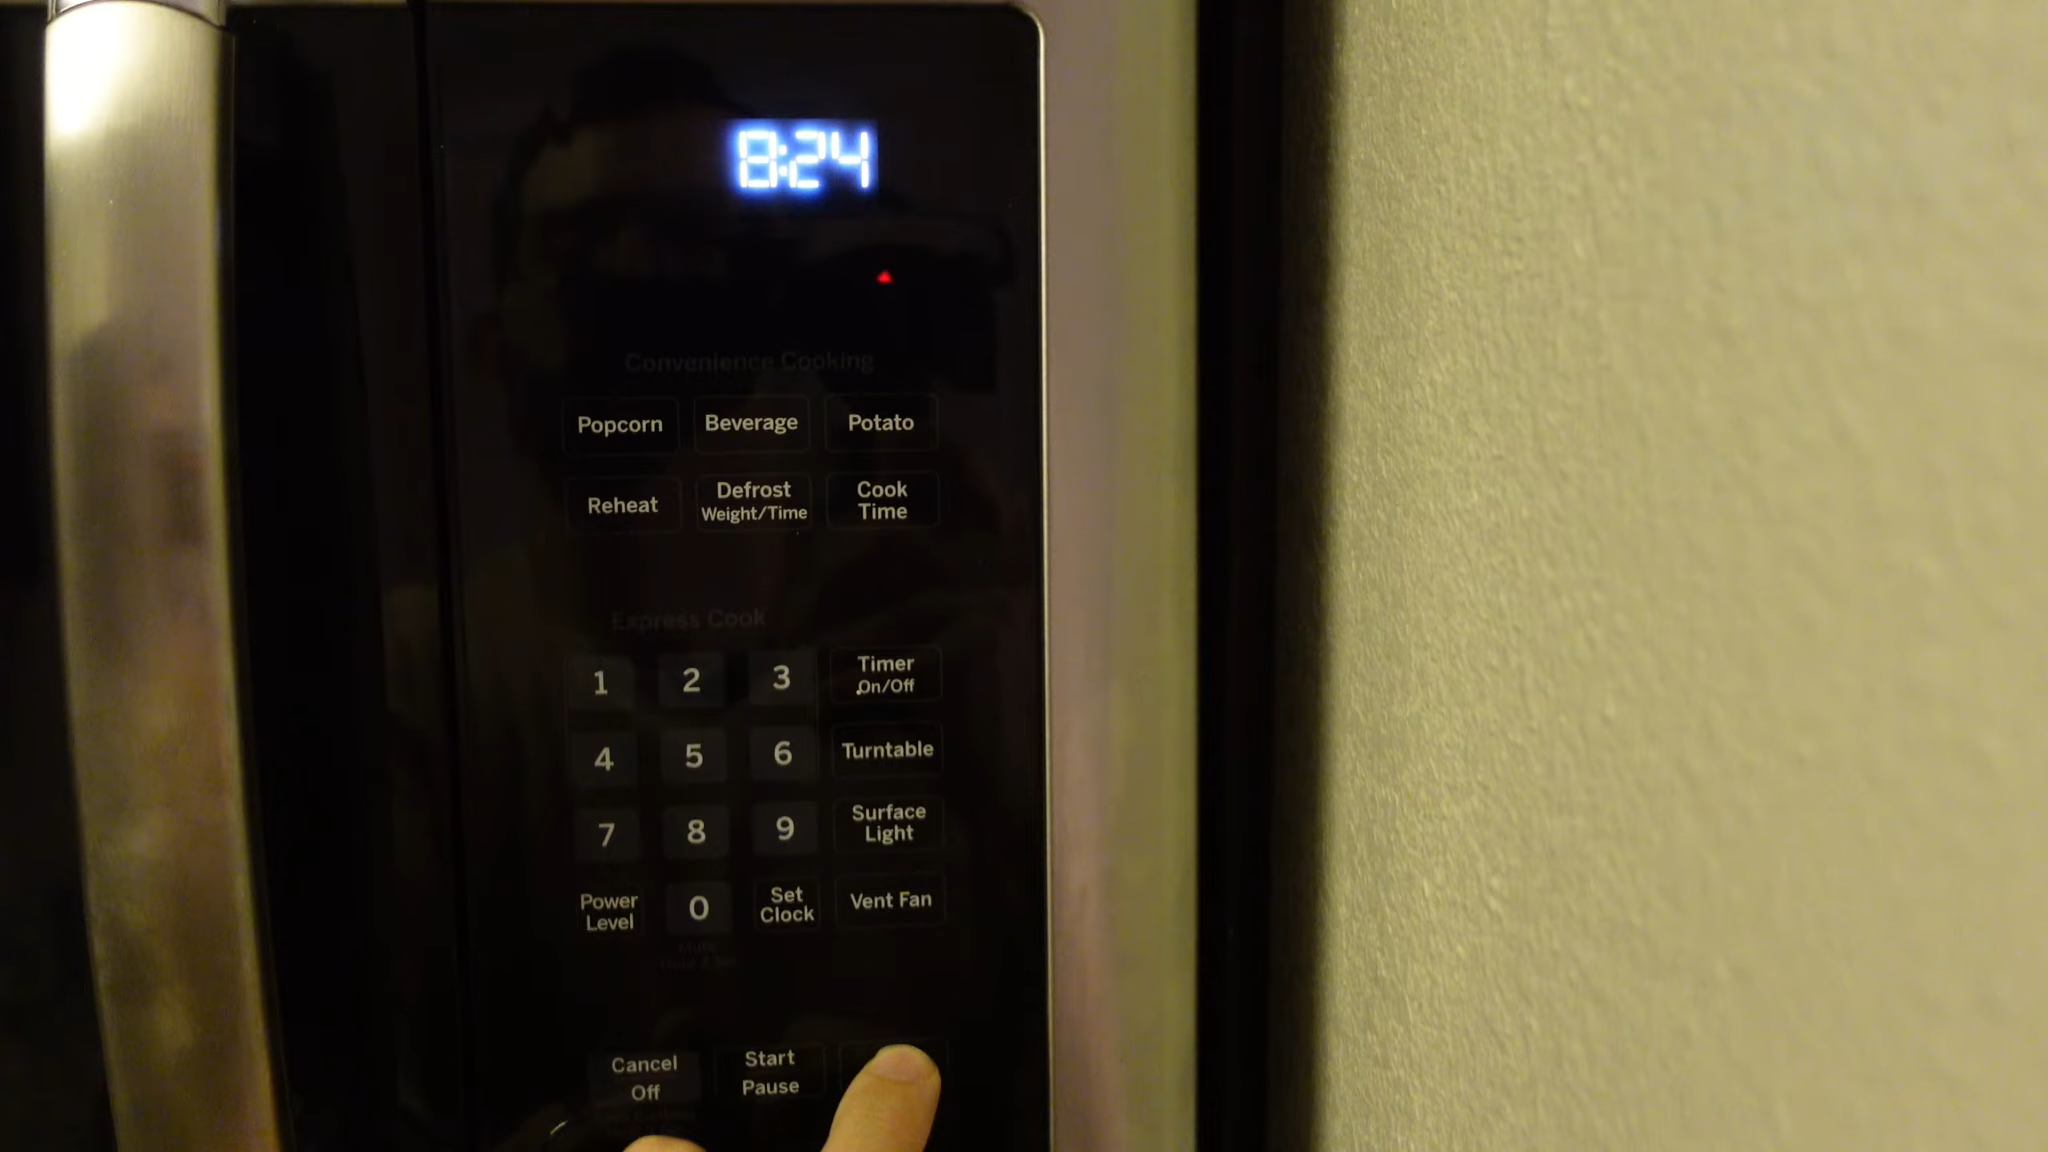 8:24
Convenience Cooking
Popcorn
Beverage
Potato
Reheat
Defrost
Weight/Time
Cook
Time
Express Cook
1
2
3
Timer
On/Off
4
5
6
Turntable
7
8
9
Surface
Light
Power
Level
0
Set
Clock
Vent Fan
Mute
Cancel
Off
Start
Pause